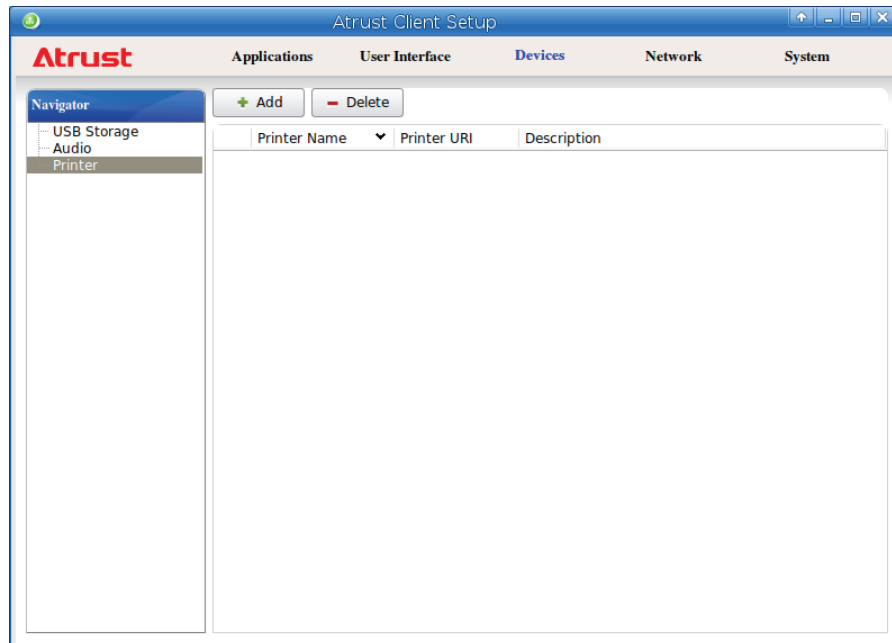 Atrust Client Setup
Atrust Applications User Interface Devices Network System
Navigator
USB Storage
Audio
Printer
Add Delete
Printer Name Printer URI Description